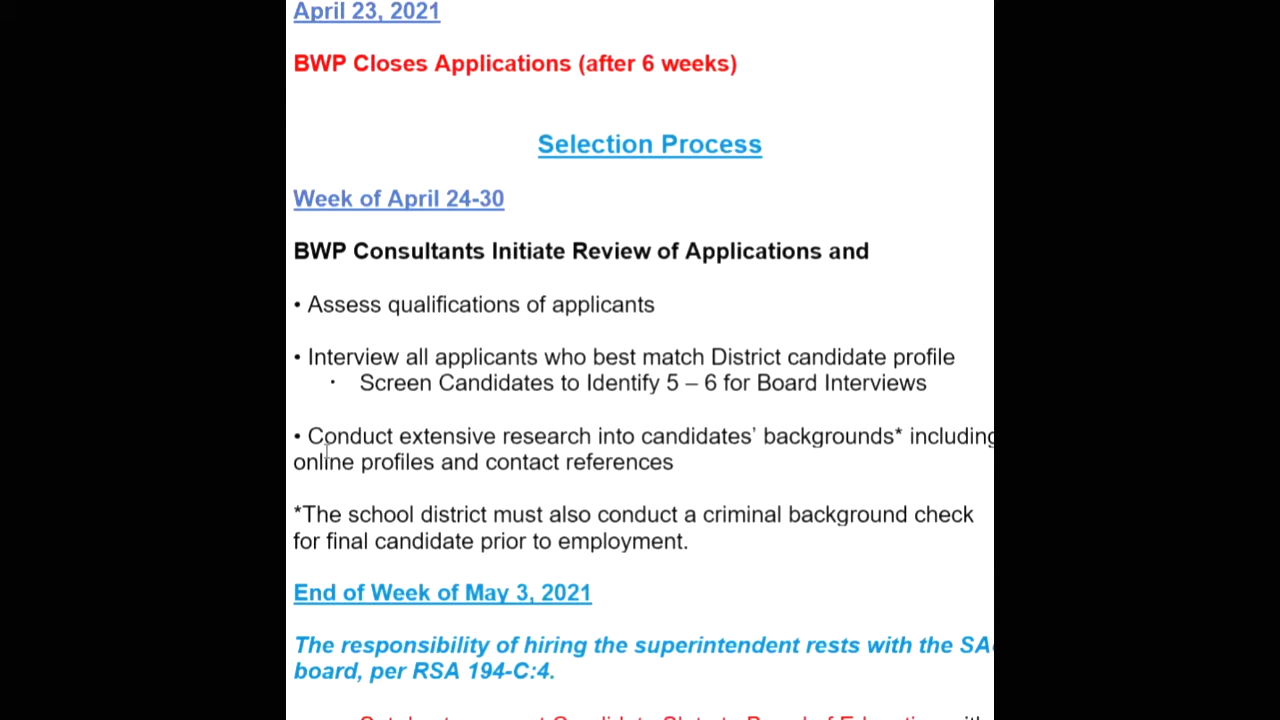 April 23, 2021
BWP Closes Applications (after 6 weeks)
Selection Process
Week of April 24-30
BWP Consultants Initiate Review of Applications and
• Assess qualifications of applicants
• Interview all applicants who best match District candidate profile
· Screen Candidates to Identify 5 – 6 for Board Interviews
• Conduct extensive research into candidates’ backgrounds* including
online profiles and contact references
*The school district must also conduct a criminal background check
for final candidate prior to employment.
End of Week of May 3, 2021
The responsibility of hiring the superintendent rests with the SA
board, per RSA 194-C:4.